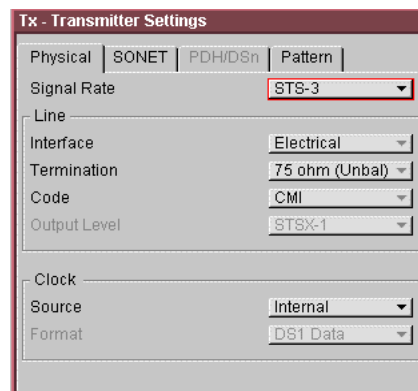 Tx - Transmitter Settings
Physical SONET PDH/DSn Pattern
Signal Rate STS-3
Line
Interface Electrical
Termination 75 ohm (Unbal)
Code CMI
Output Level STSX-1
Clock
Source Internal
Format DS1 Data